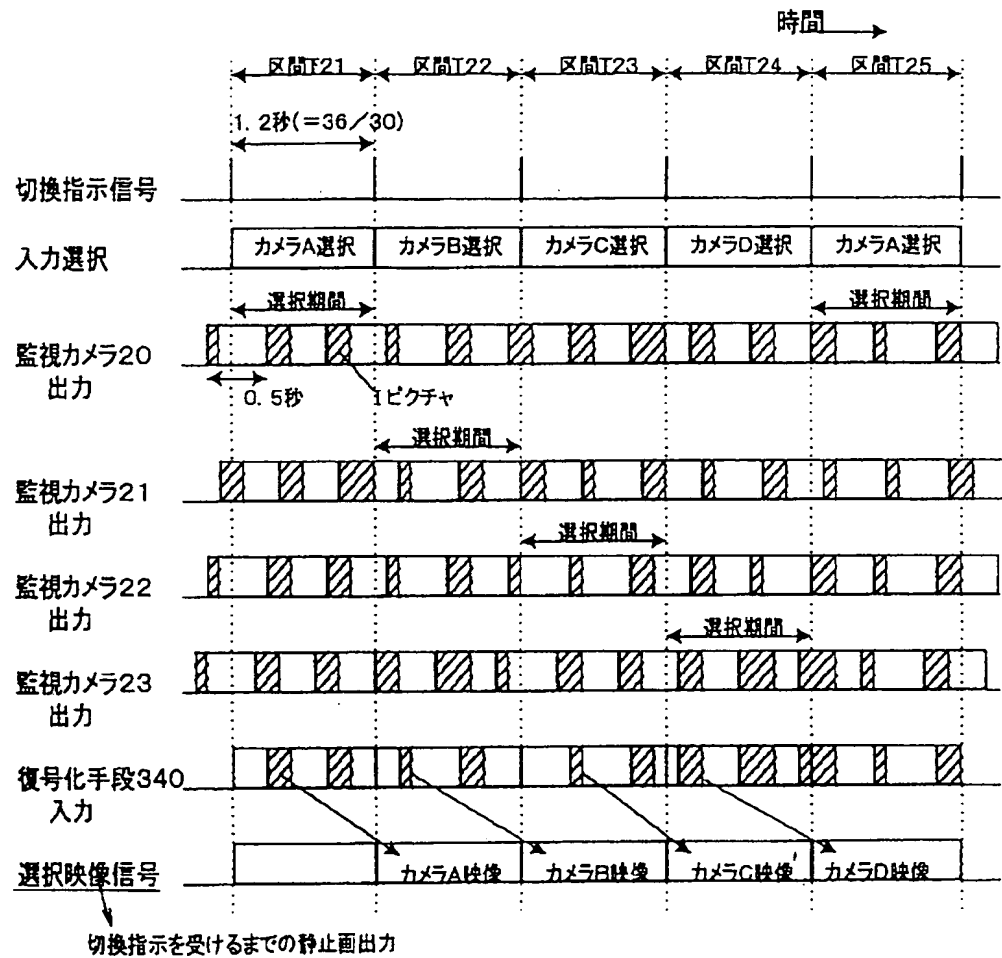 時間
区間T21 区間T22 区間T23 区間T24 区間T25
1.2秒(=36/30)
切換指示信号
入力選択 カメラA選択 カメラB選択 カメラC選択 カメラD選択 カメラA選択
選択期間 選択期間
監視カメラ20
出力
0.5秒 Iピクチャ
選択期間
監視カメラ21
出力
選択期間
監視カメラ22
出力
選択期間
監視カメラ23
出力
復号化手段340
入力
選択映像信号 カメラA映像 カメラB映像 カメラC映像 カメラD映像
切換指示を受けるまでの静止画出力